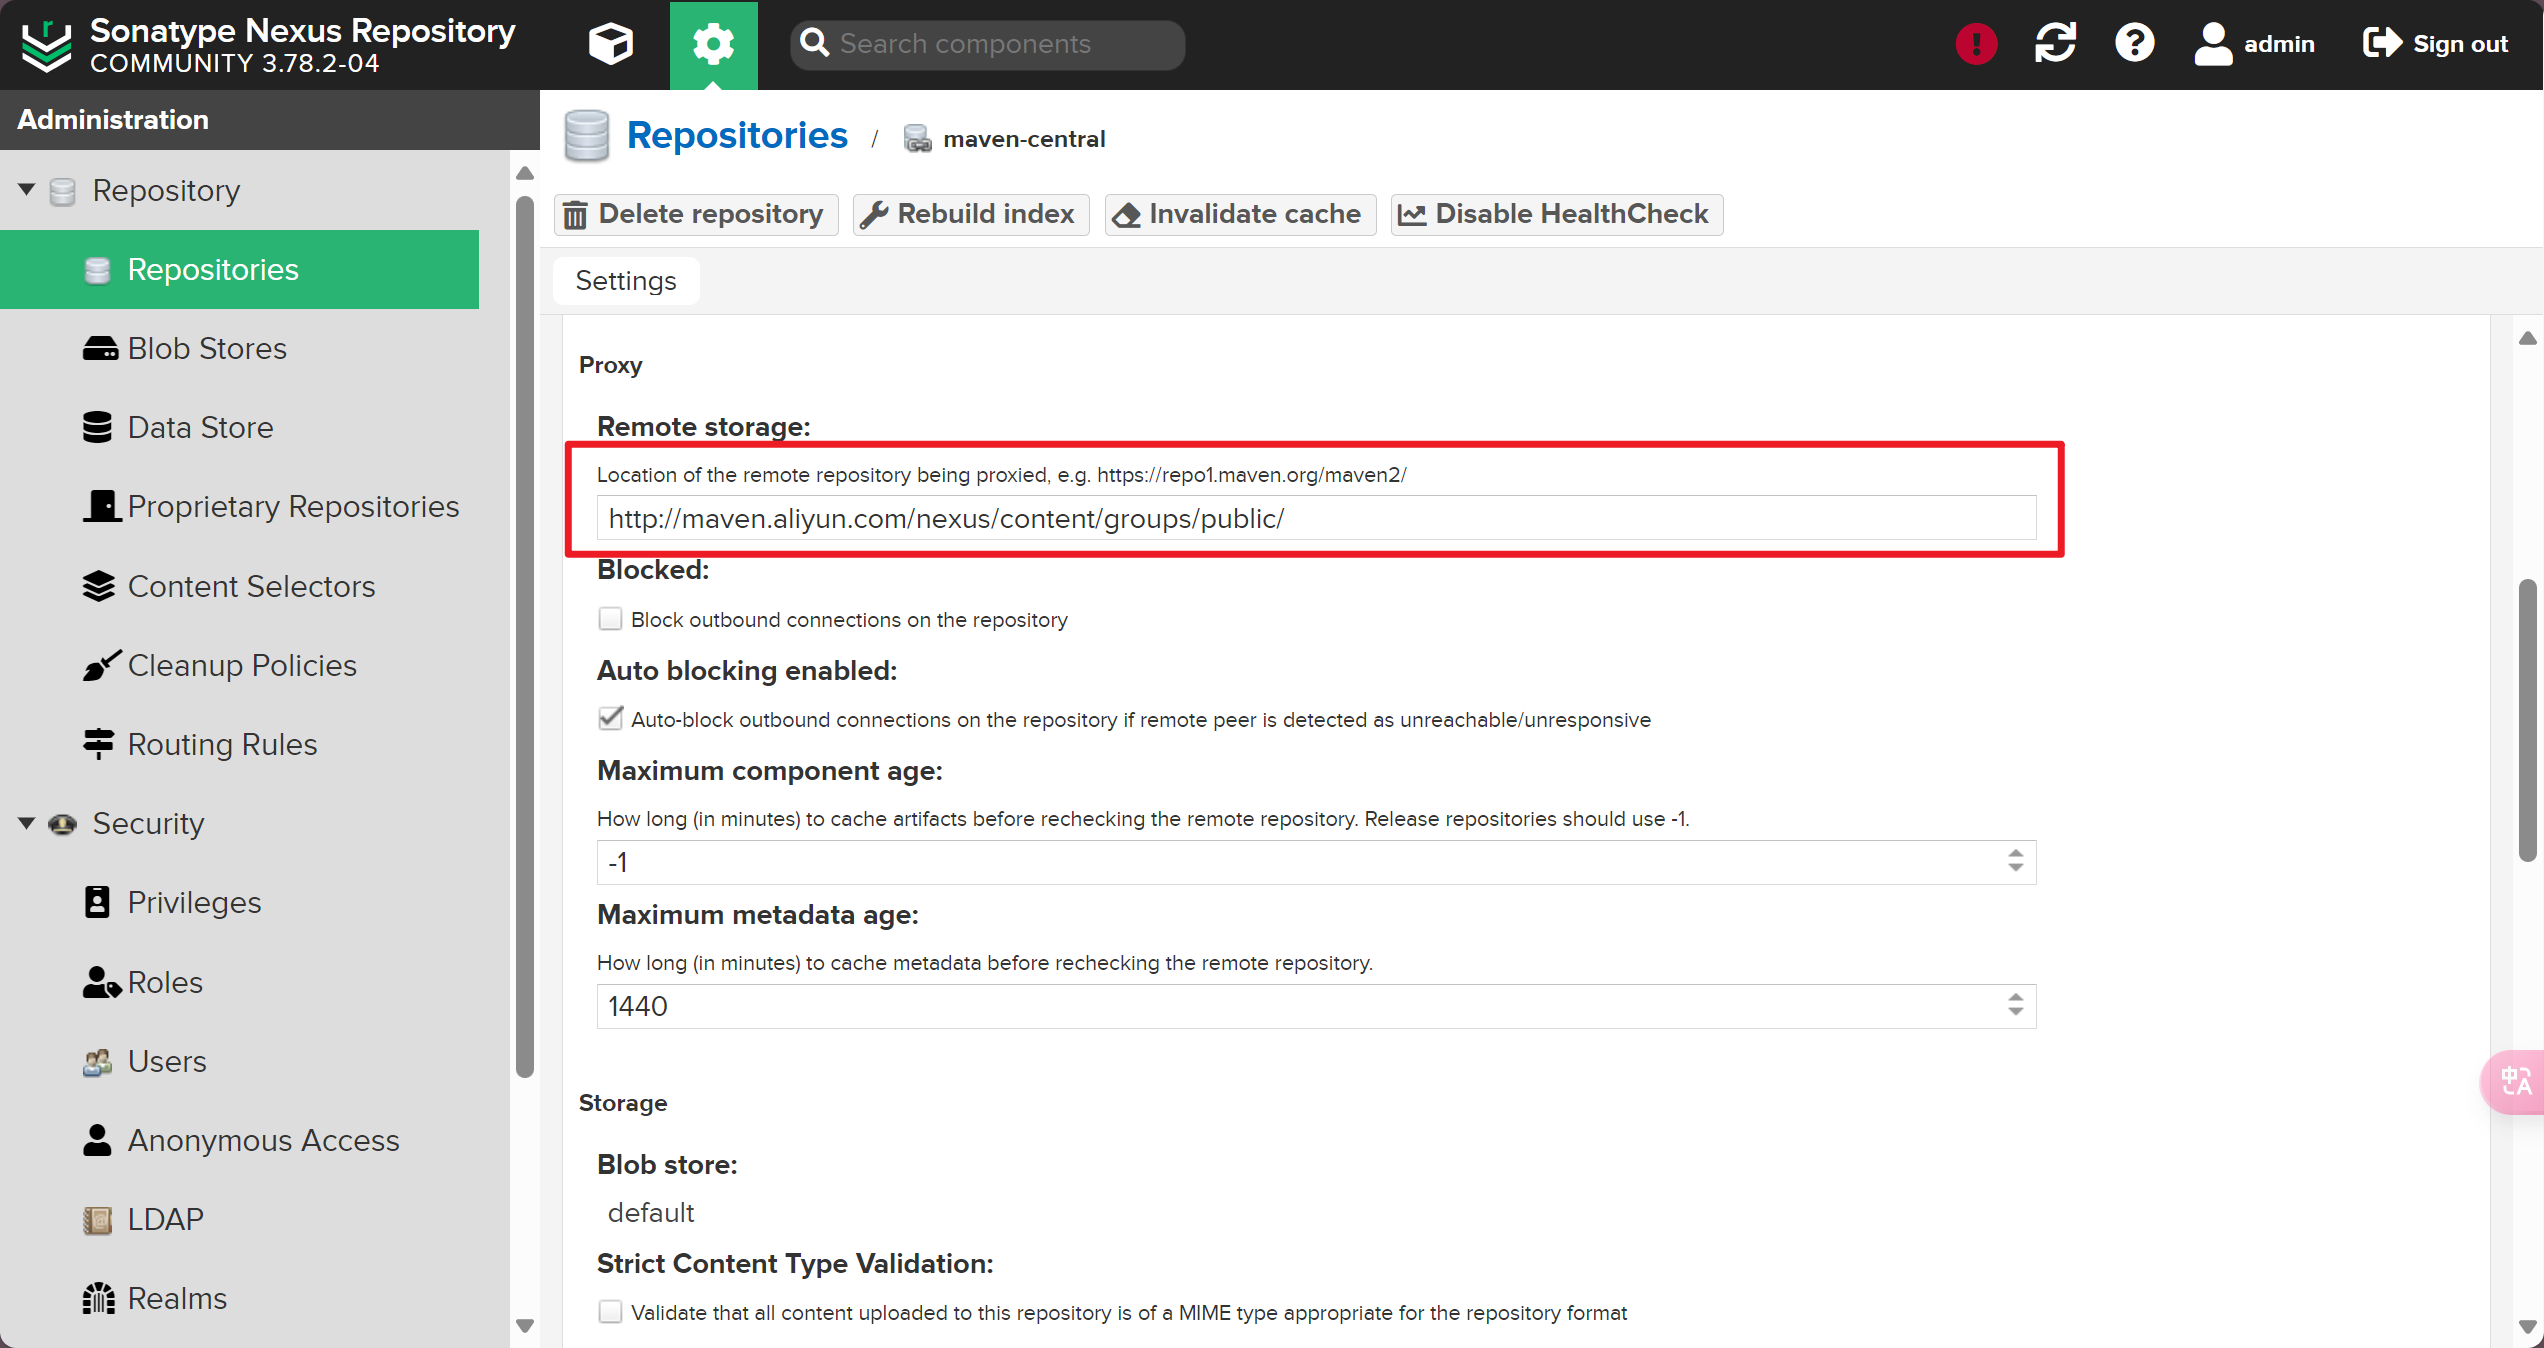 Sonatype Nexus Repository
COMMUNITY 3.78.2-04
Search components
admin
Sign out
Administration
Repository
Repositories
Blob Stores
Data Store
Proprietary Repositories
Content Selectors
Cleanup Policies
Routing Rules
Security
Privileges
Roles
Users
Anonymous Access
LDAP
Realms
Repositories / maven-central
Delete repository
Rebuild index
Invalidate cache
Disable HealthCheck
Settings
Proxy
Remote storage:
Location of the remote repository being proxied, e.g. https://repo1.maven.org/maven2/
http://maven.aliyun.com/nexus/content/groups/public/
Blocked:
Block outbound connections on the repository
Auto blocking enabled:
Auto-block outbound connections on the repository if remote peer is detected as unreachable/unresponsive
Maximum component age:
How long (in minutes) to cache artifacts before rechecking the remote repository. Release repositories should use -1.
-1
Maximum metadata age:
How long (in minutes) to cache metadata before rechecking the remote repository.
1440
Storage
Blob store:
default
Strict Content Type Validation:
Validate that all content uploaded to this repository is of a MIME type appropriate for the repository format
中A